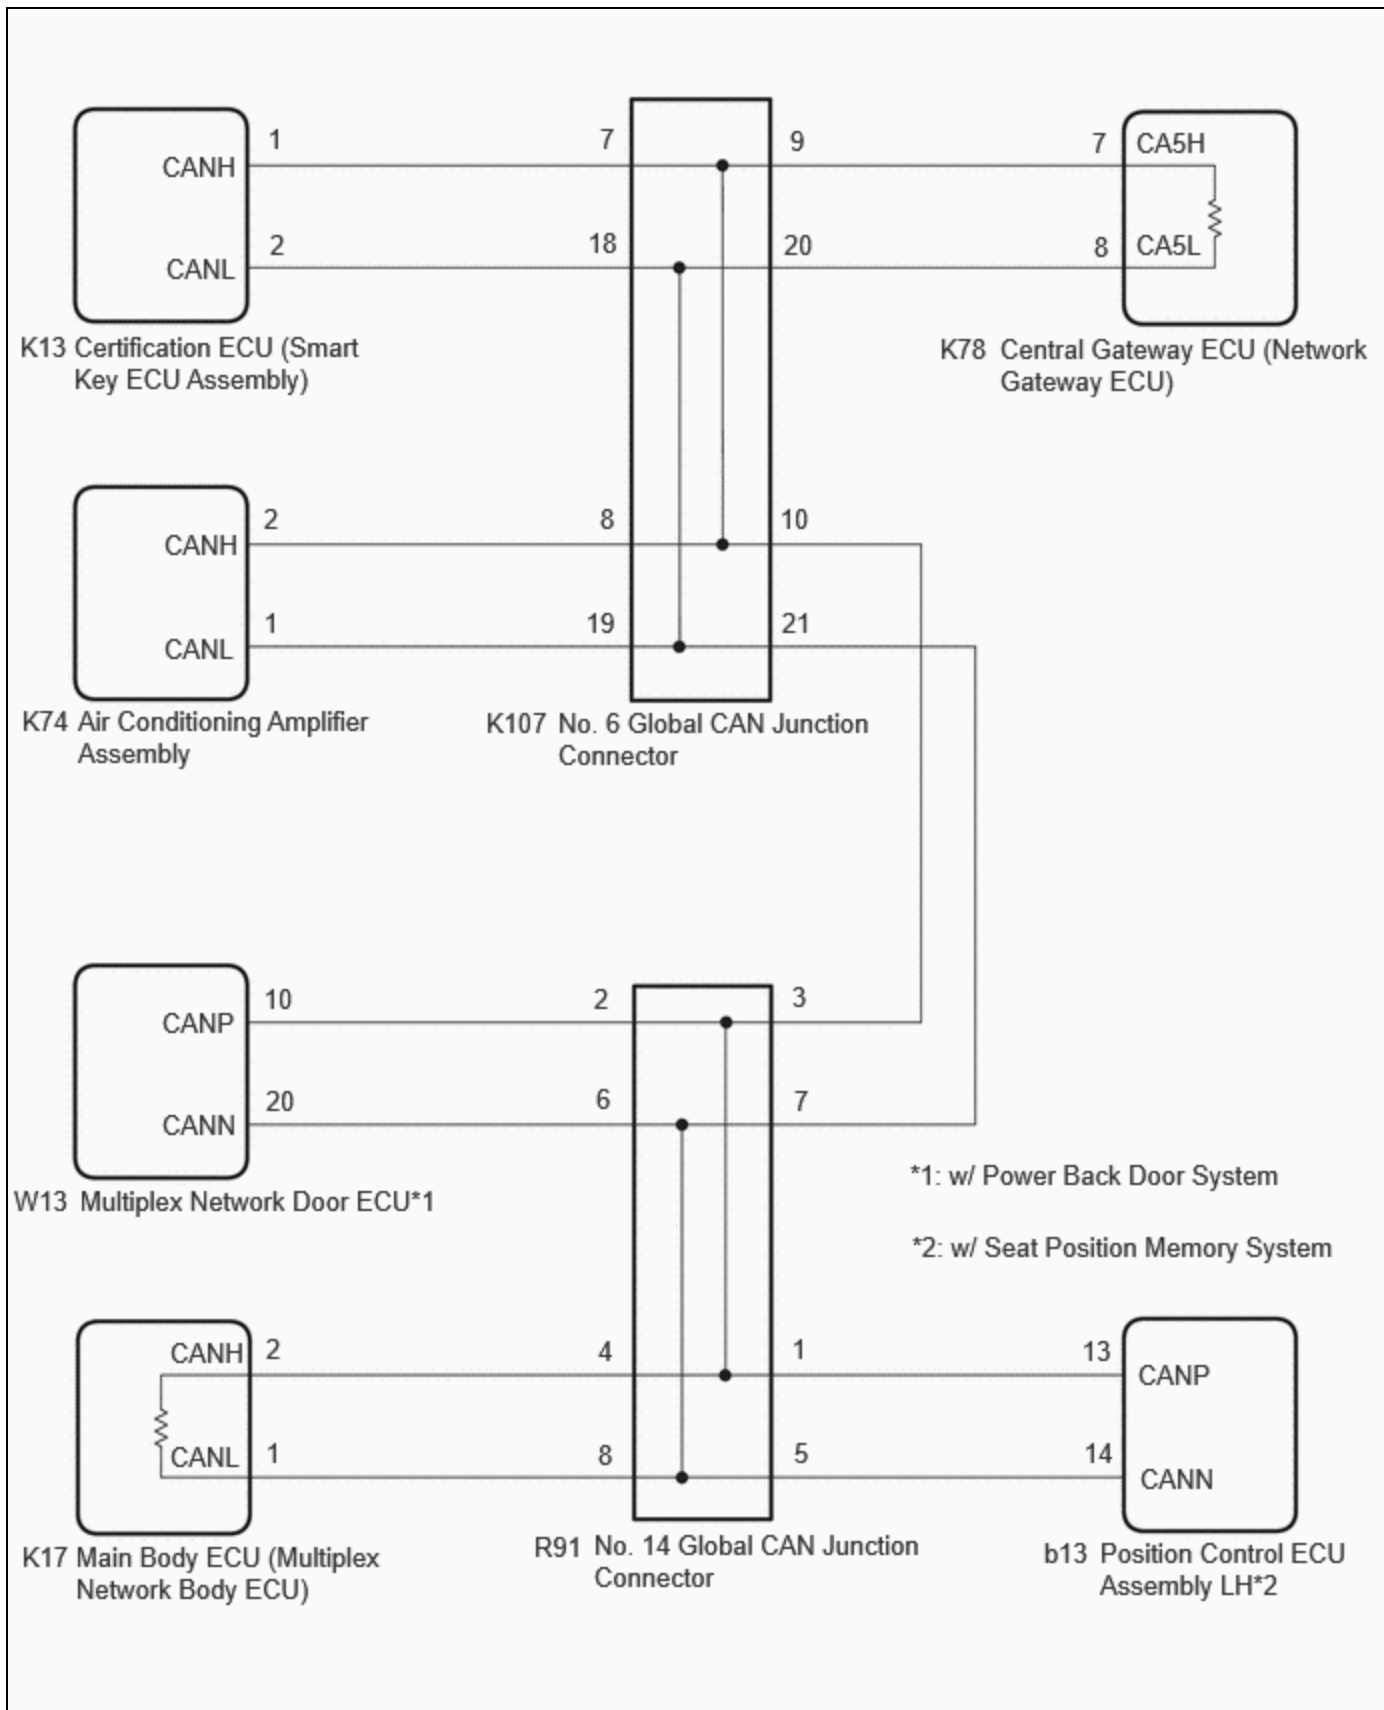 1 7 9 7 CA5H
CANH
2 18 20 8 CA5L
CANL
K13 Certification ECU (Smart
Key ECU Assembly)
K78 Central Gateway ECU (Network
Gateway ECU)
2 8 10
CANH
1 19 21
CANL
K74 Air Conditioning Amplifier
Assembly
K107 No. 6 Global CAN Junction
Connector
10 2 3
CANP
20 6 7
CANN
W13 Multiplex Network Door ECU*1
*1: w/ Power Back Door System
*2: w/ Seat Position Memory System
CANH 2 4 1 13
CANP
CANL 1 8 5 14
CANN
K17 Main Body ECU (Multiplex
Network Body ECU)
R91 No. 14 Global CAN Junction
Connector
b13 Position Control ECU
Assembly LH*2